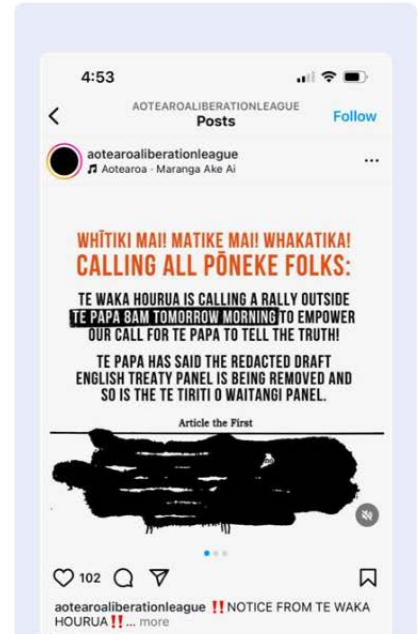 4:53
AOTEAROALIBERATIONLEAGUE
Posts
Follow
aotearoaliberationleague
Aotearoa · Maranga Ake Ai
WHĪTIKI MAI! MATIKE MAI! WHAKATIKA!
CALLING ALL PŌNEKE FOLKS:
TE WAKA HOURUA IS CALLING A RALLY OUTSIDE
TE PAPA 8AM TOMORROW MORNING TO EMPOWER
OUR CALL FOR TE PAPA TO TELL THE TRUTH!
TE PAPA HAS SAID THE REDACTED DRAFT
ENGLISH TREATY PANEL IS BEING REMOVED AND
SO IS THE TE TIRITI O WAITANGI PANEL.
Article the First
102
aotearoaliberationleague ‼️NOTICE FROM TE WAKA
HOURUA‼️... more